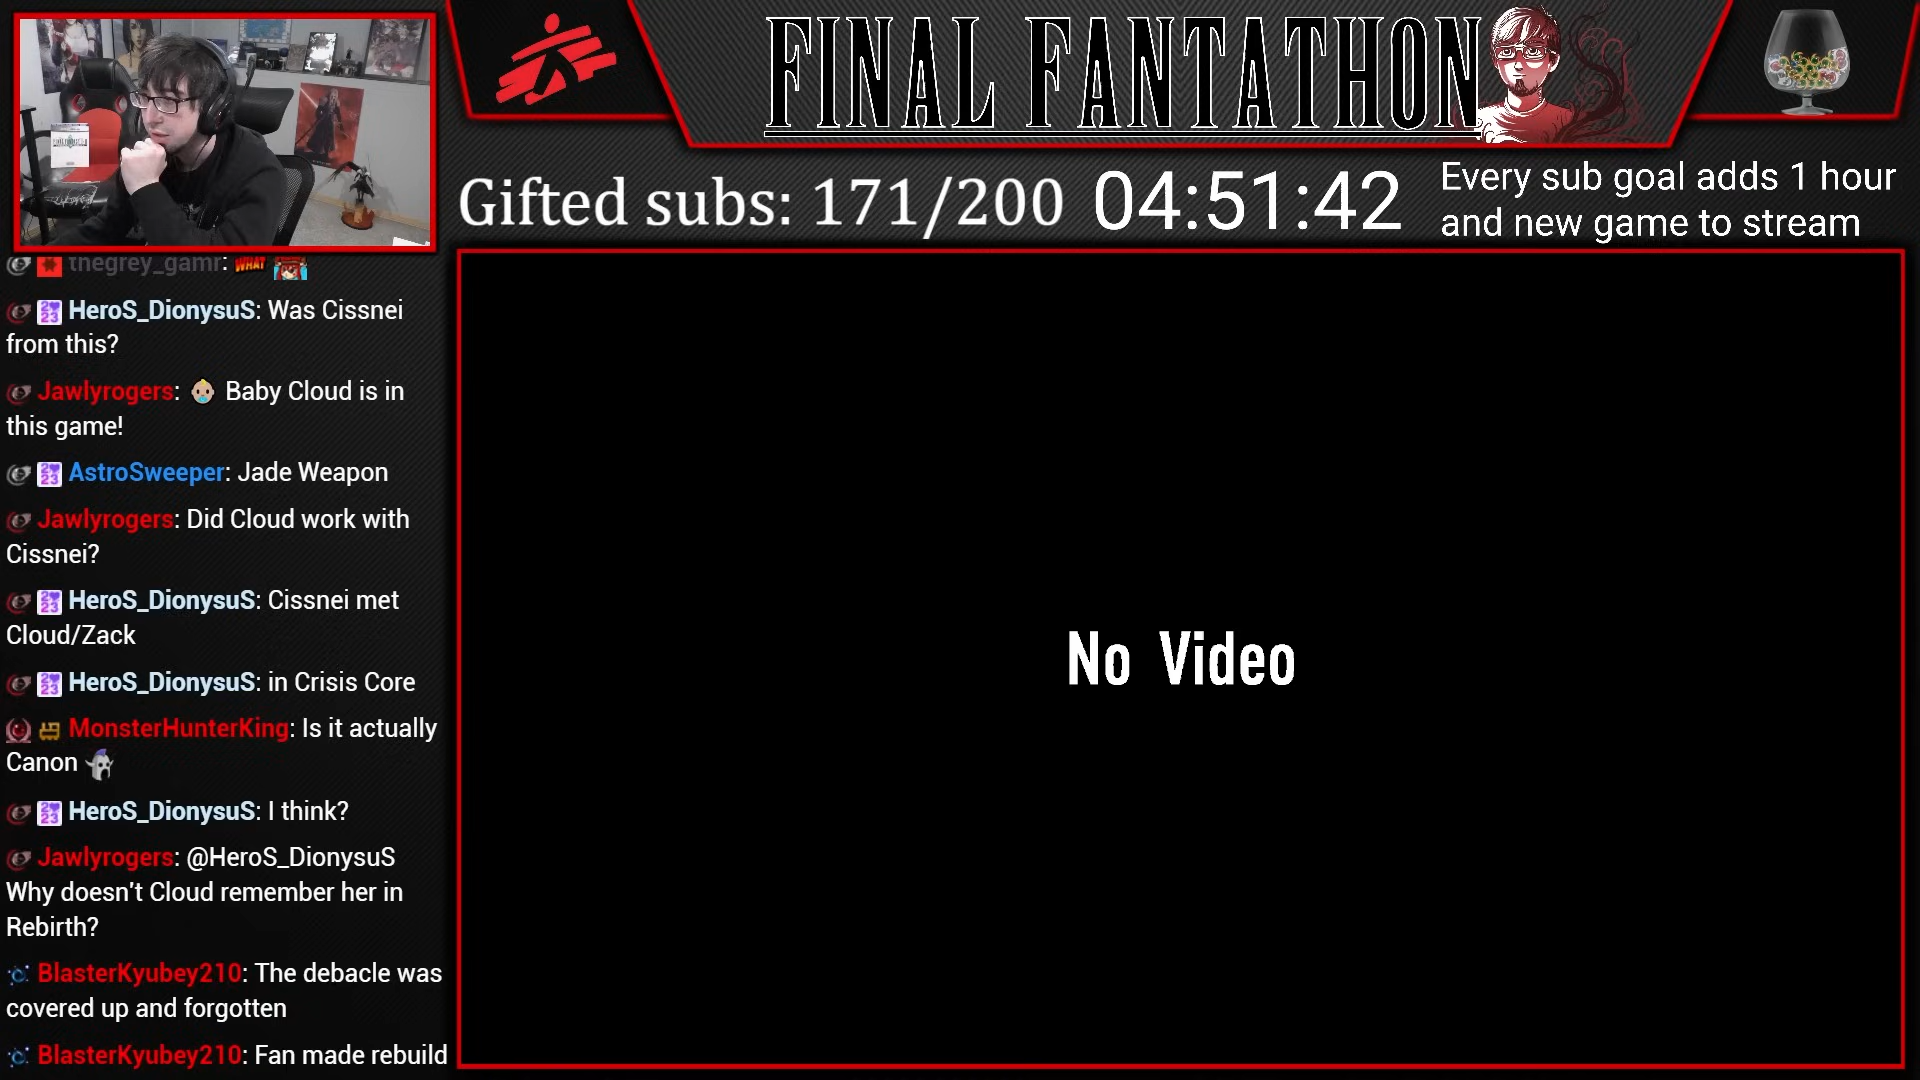 FINAL FANTATHON
Gifted subs: 171/200
04:51:42
Every sub goal adds 1 hour
and new game to stream
thegrey_gamr: WHAT
HeroS_DionysuS: Was Cissnei
from this?
Jawlyrogers: Baby Cloud is in
this game!
AstroSweeper: Jade Weapon
Jawlyrogers: Did Cloud work with
Cissnei?
HeroS_DionysuS: Cissnei met
Cloud/Zack
HeroS_DionysuS: in Crisis Core
MonsterHunterKing: Is it actually
Canon
HeroS_DionysuS: I think?
Jawlyrogers: @HeroS_DionysuS
Why doesn't Cloud remember her in
Rebirth?
BlasterKyubey210: The debacle was
covered up and forgotten
BlasterKyubey210: Fan made rebuild
No Video